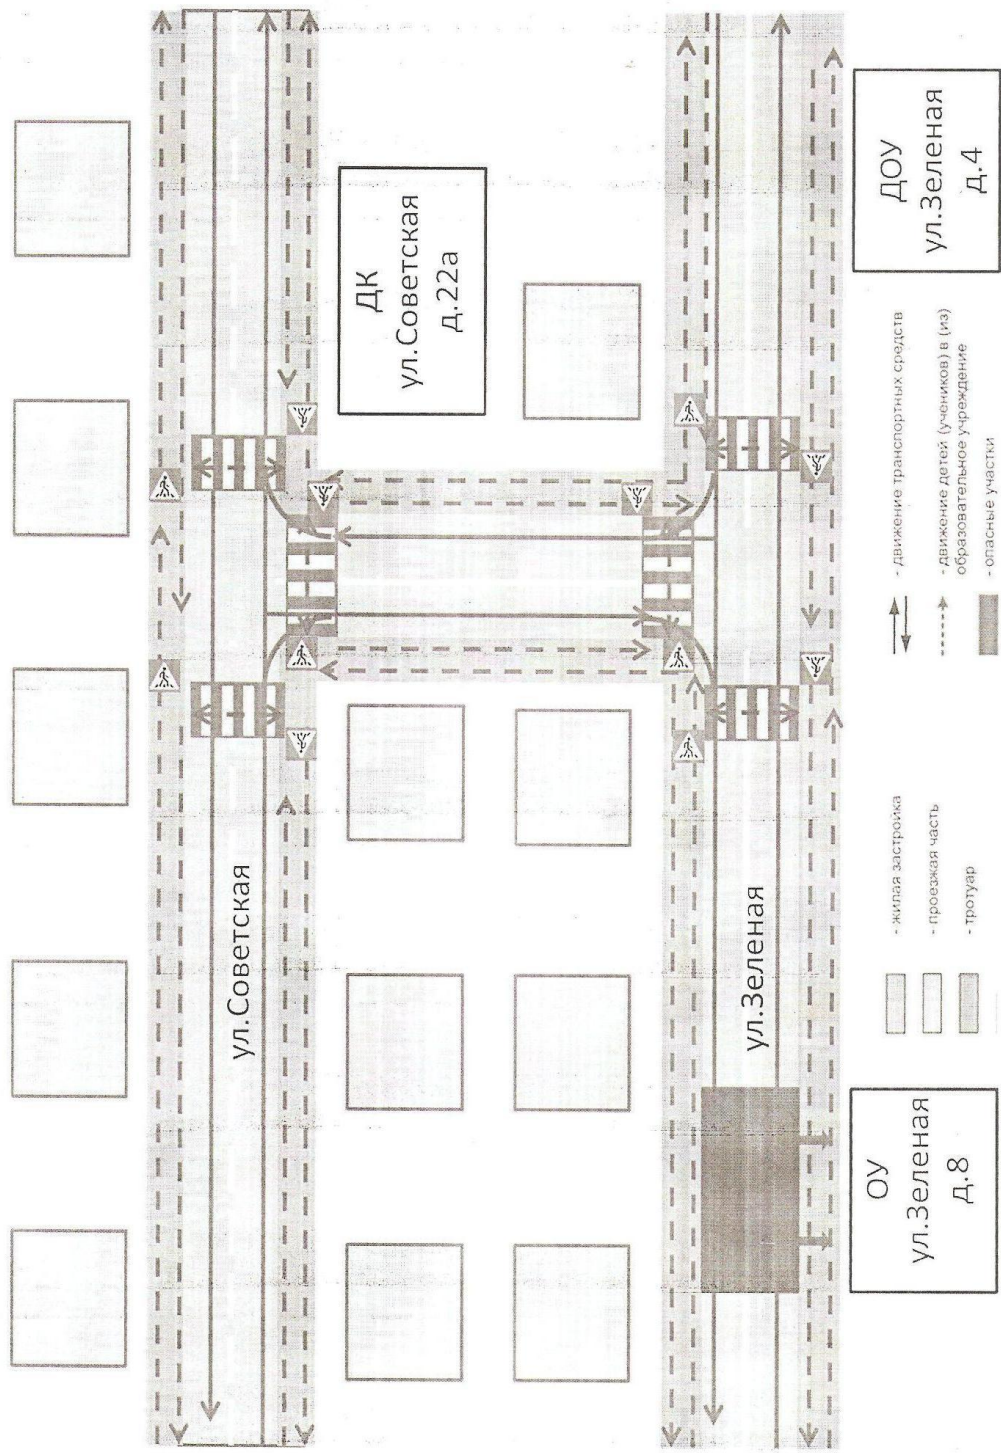 ул.Советская
ДК
ул.Советская
д.22а
ул.Зеленая
ОУ
ул.Зеленая
д.8
ДОУ
ул.Зеленая
д.4
- жилая застройка
- проезжая часть
- тротуар
- движение транспортных средств
- движение детей (учеников) в (из)
образовательное учреждение
- опасные участки